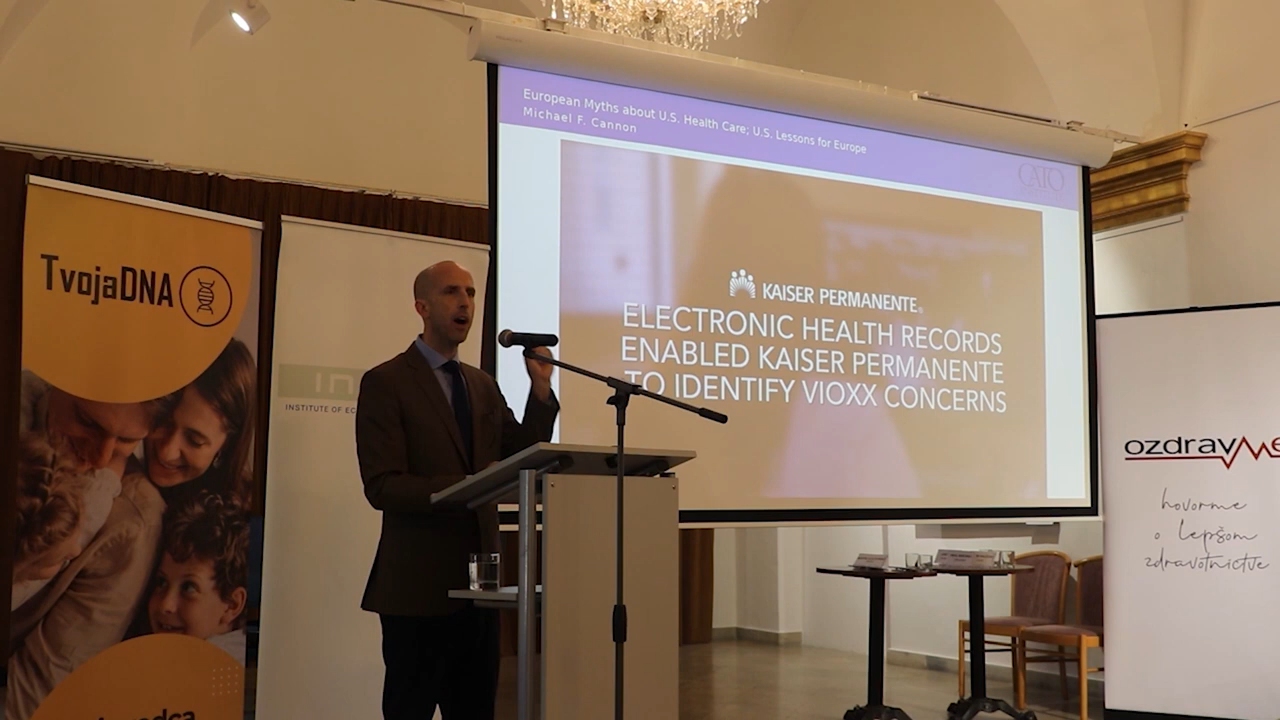 TvojaDNA
INSTITUTE OF EC
European Myths about U.S. Health Care; U.S. Lessons for Europe
Michael F. Cannon
CATO
KAISER PERMANENTE®
ELECTRONIC HEALTH RECORDS
ENABLED KAISER PERMANENTE
TO IDENTIFY VIOXX CONCERNS
ozdravme
hovorme
o lepšom
zdravotníctve